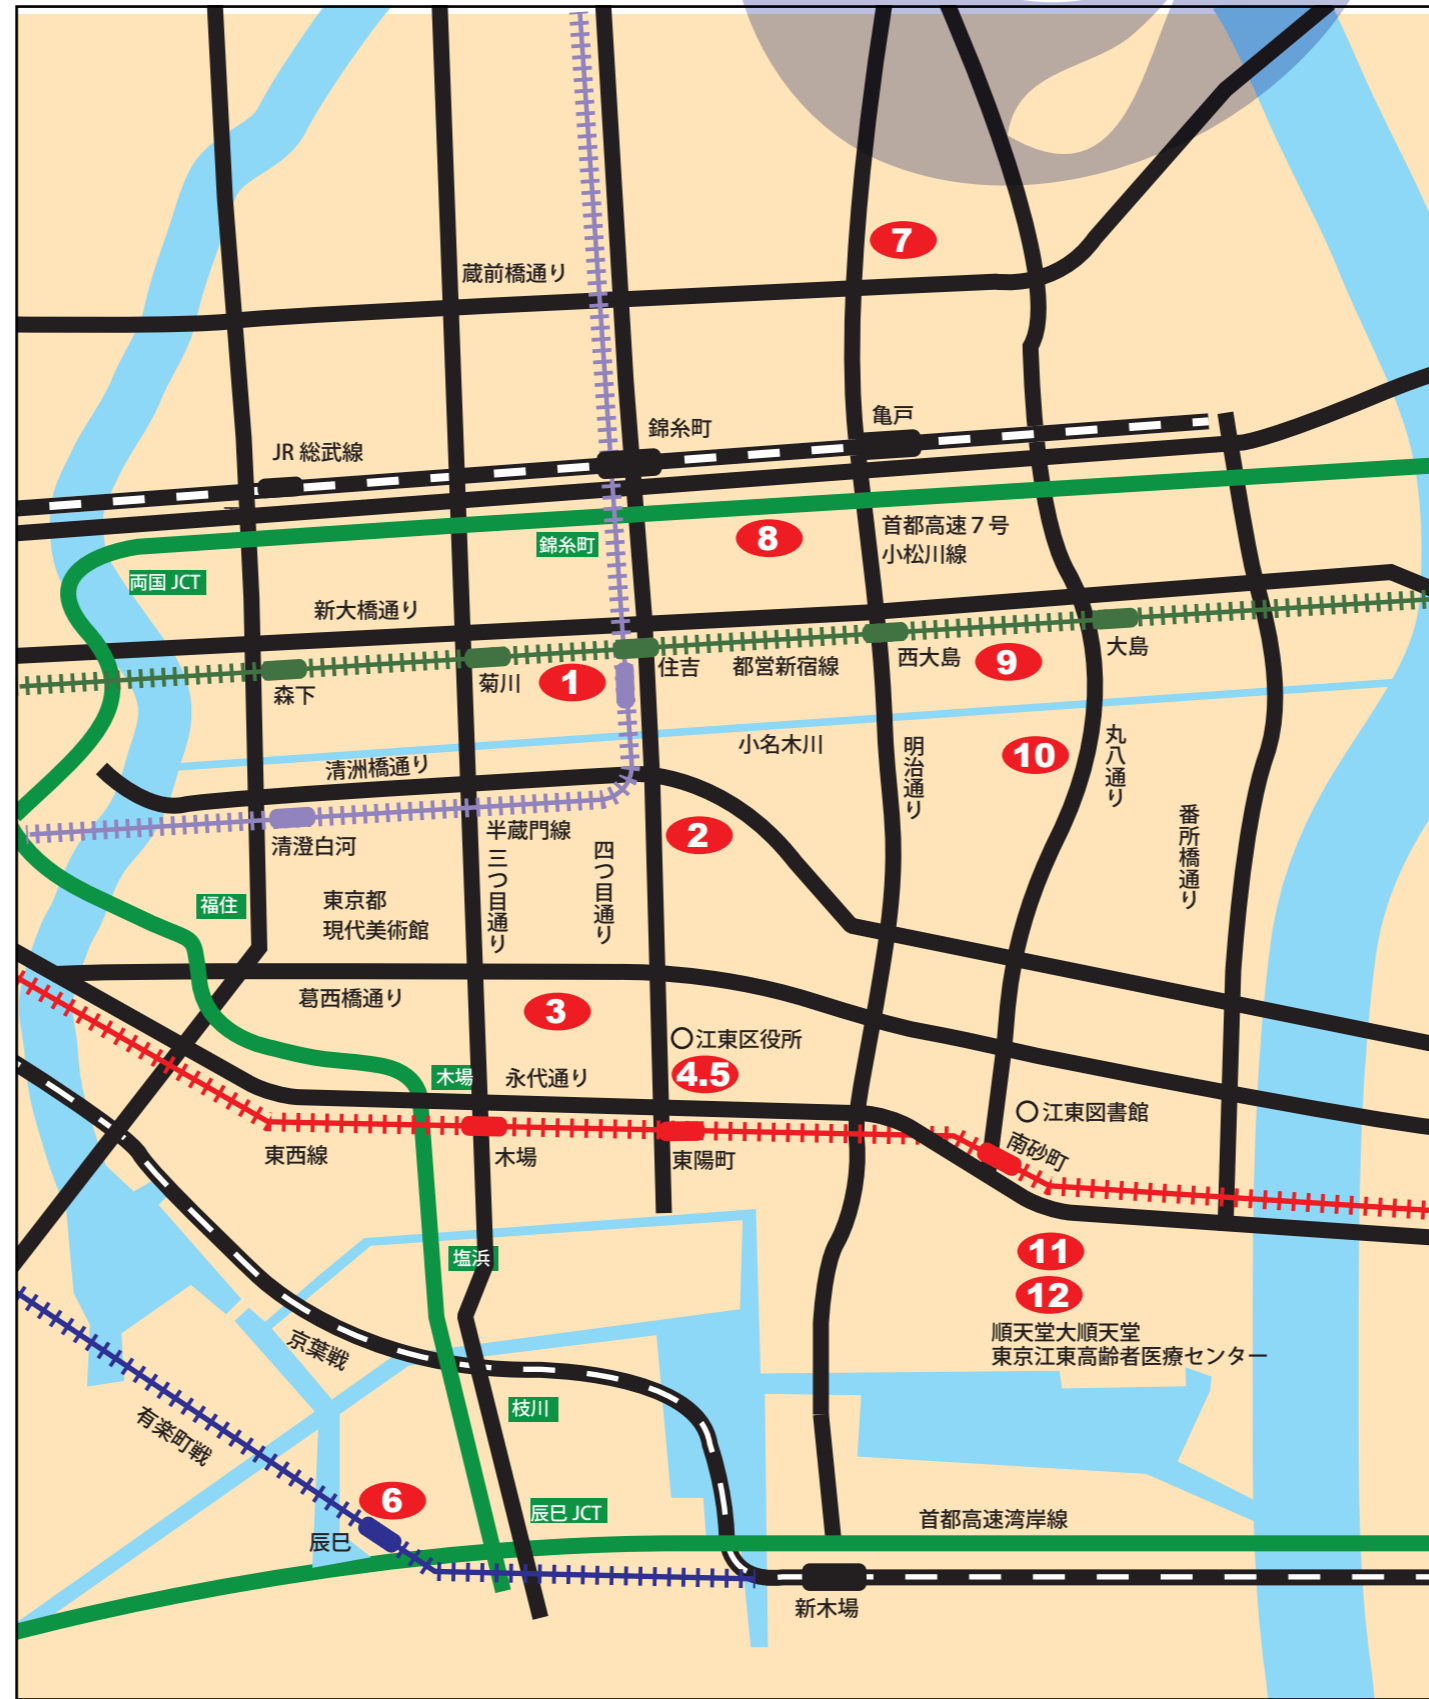 7
蔵前橋通り
亀戸
錦糸町
JR 総武線
首都高速７号
小松川線
8
錦糸町
両国 JCT
新大橋通り
森下
菊川
1
住吉
都営新宿線
西大島
9
大島
小名木川
清洲橋通り
明治通り
10
丸八通り
番所橋通り
清澄白河
半蔵門線
三つ目通り
四つ目通り
2
福住
東京都
現代美術館
葛西橋通り
3
江東区役所
4.5
木場
永代通り
江東図書館
東西線
木場
東陽町
南砂町
塩浜
11
12
順天堂大順天堂
東京江東高齢者医療センター
京葉戦
有楽町戦
枝川
6
辰巳
辰巳 JCT
首都高速湾岸線
新木場